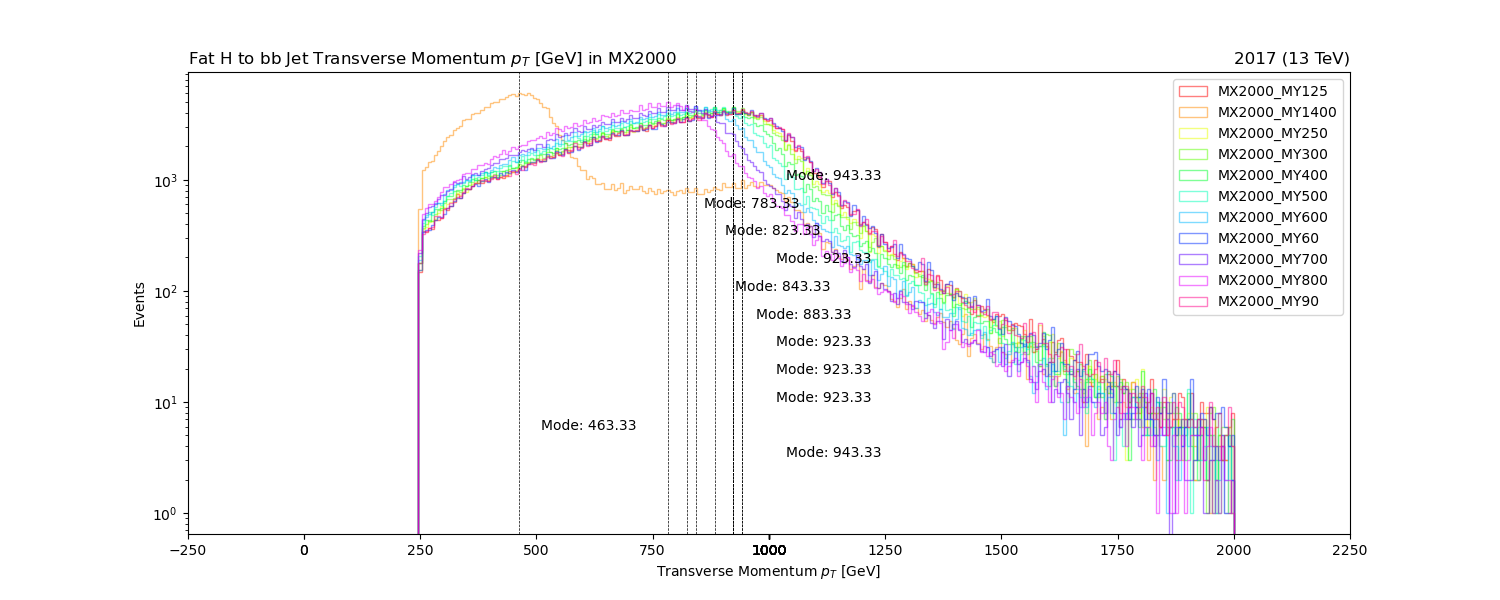 Fat H to bb Jet Transverse Momentum $p_T$ [GeV] in MX2000
2017 (13 TeV)
MX2000_MY125
MX2000_MY1400
MX2000_MY250
MX2000_MY300
MX2000_MY400
MX2000_MY500
MX2000_MY600
MX2000_MY60
MX2000_MY700
MX2000_MY800
MX2000_MY90
Mode: 943.33
Mode: 783.33
Mode: 823.33
Mode: 923.33
Mode: 843.33
Mode: 883.33
Mode: 923.33
Mode: 923.33
Mode: 923.33
Mode: 463.33
Mode: 943.33
Events
10³
10²
10¹
10⁰
−250 0 250 500 750 1000 1250 1500 1750 2000 2250
Transverse Momentum $p_T$ [GeV]